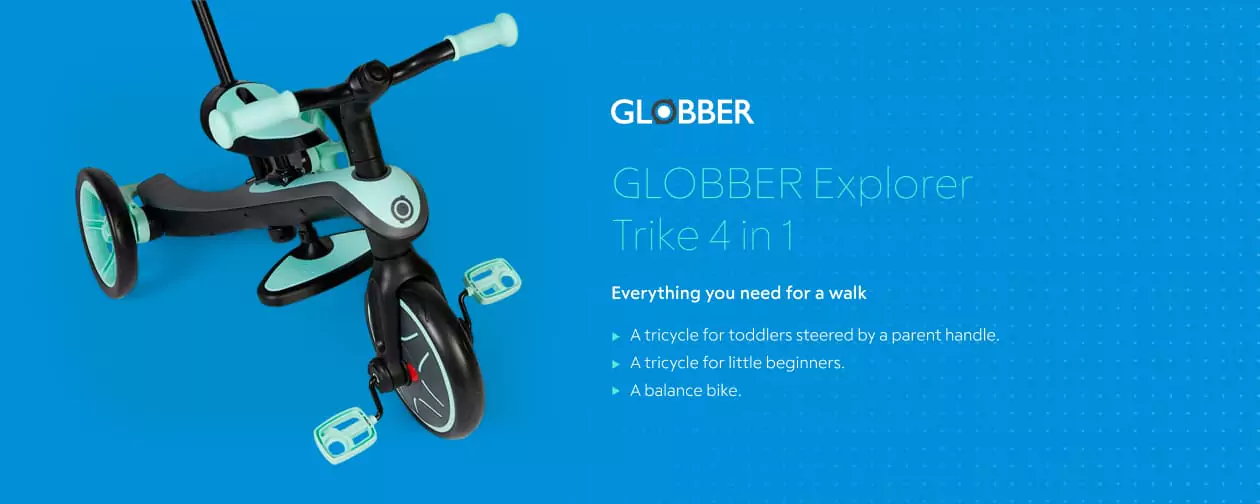 GLOBBER
GLOBBER Explorer
Trike 4 in 1
Everything you need for a walk
A tricycle for toddlers steered by a parent handle.
A tricycle for little beginners.
A balance bike.